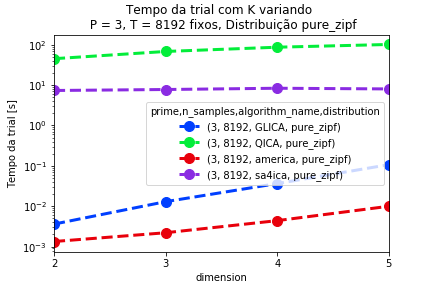 Tempo da trial com K variando
P = 3, T = 8192 fixos, Distribuição pure_zipf
Tempo da trial [s]
10²
10¹
10⁰
10⁻¹
10⁻²
10⁻³
prime,n_samples,algorithm_name,distribution
(3, 8192, GLICA, pure_zipf)
(3, 8192, QICA, pure_zipf)
(3, 8192, america, pure_zipf)
(3, 8192, sa4ica, pure_zipf)
2 3 4 5
dimension